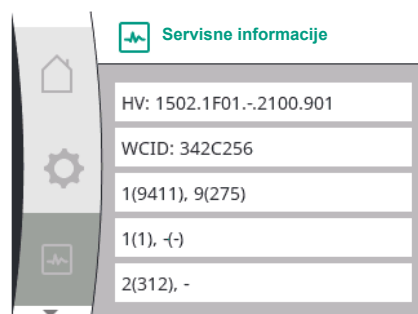 Servisne informacije
HV: 1502.1F01.-.2100.901
WCID: 342C256
1(9411), 9(275)
1(1), -(-)
2(312), -